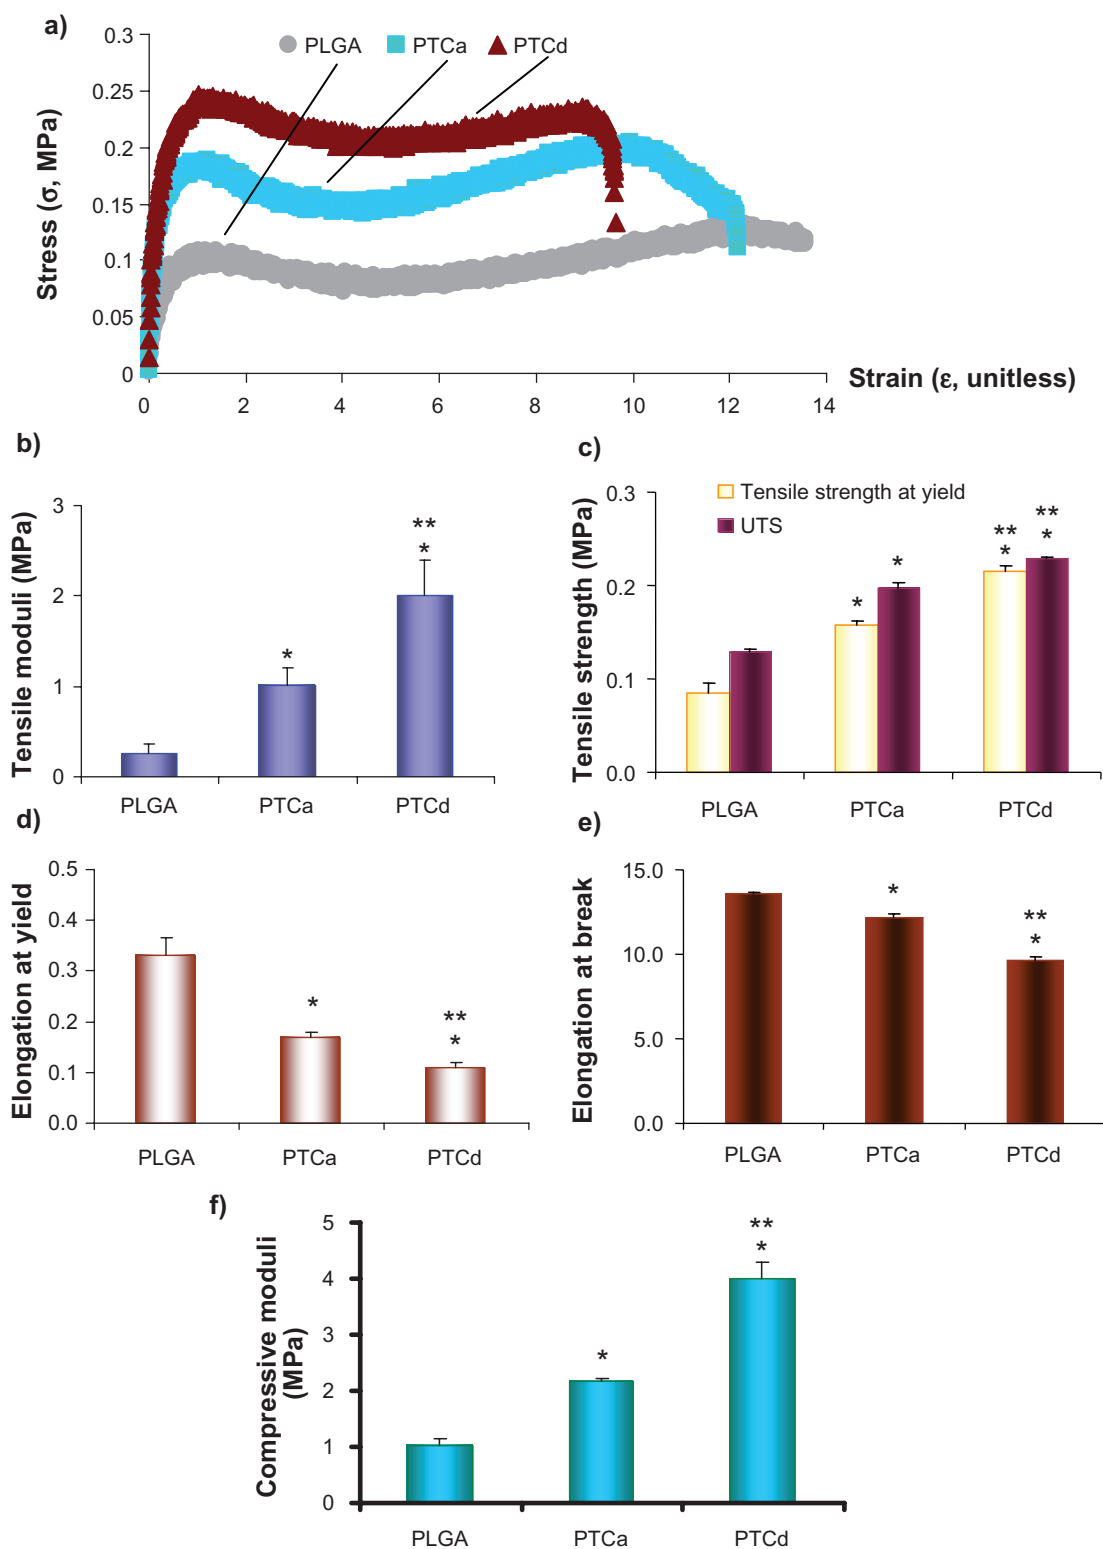 a)
0.3
0.25
0.2
0.15
0.1
0.05
0
PLGA PTCa PTCd
Stress (σ, MPa)
0 2 4 6 8 10 12 14
Strain (ε, unitless)
b)
3
2
1
0
Tensile moduli (MPa)
*
**
*
PLGA PTCa PTCd
c)
0.3
0.2
0.1
0.0
Tensile strength (MPa)
Tensile strength at yield
UTS
*
*
**
*
**
*
PLGA PTCa PTCd
d)
0.5
0.4
0.3
0.2
0.1
0.0
Elongation at yield
*
**
*
PLGA PTCa PTCd
e)
15.0
10.0
5.0
0.0
Elongation at break
*
**
*
PLGA PTCa PTCd
f)
5
4
3
2
1
0
Compressive moduli
(MPa)
*
**
*
PLGA PTCa PTCd